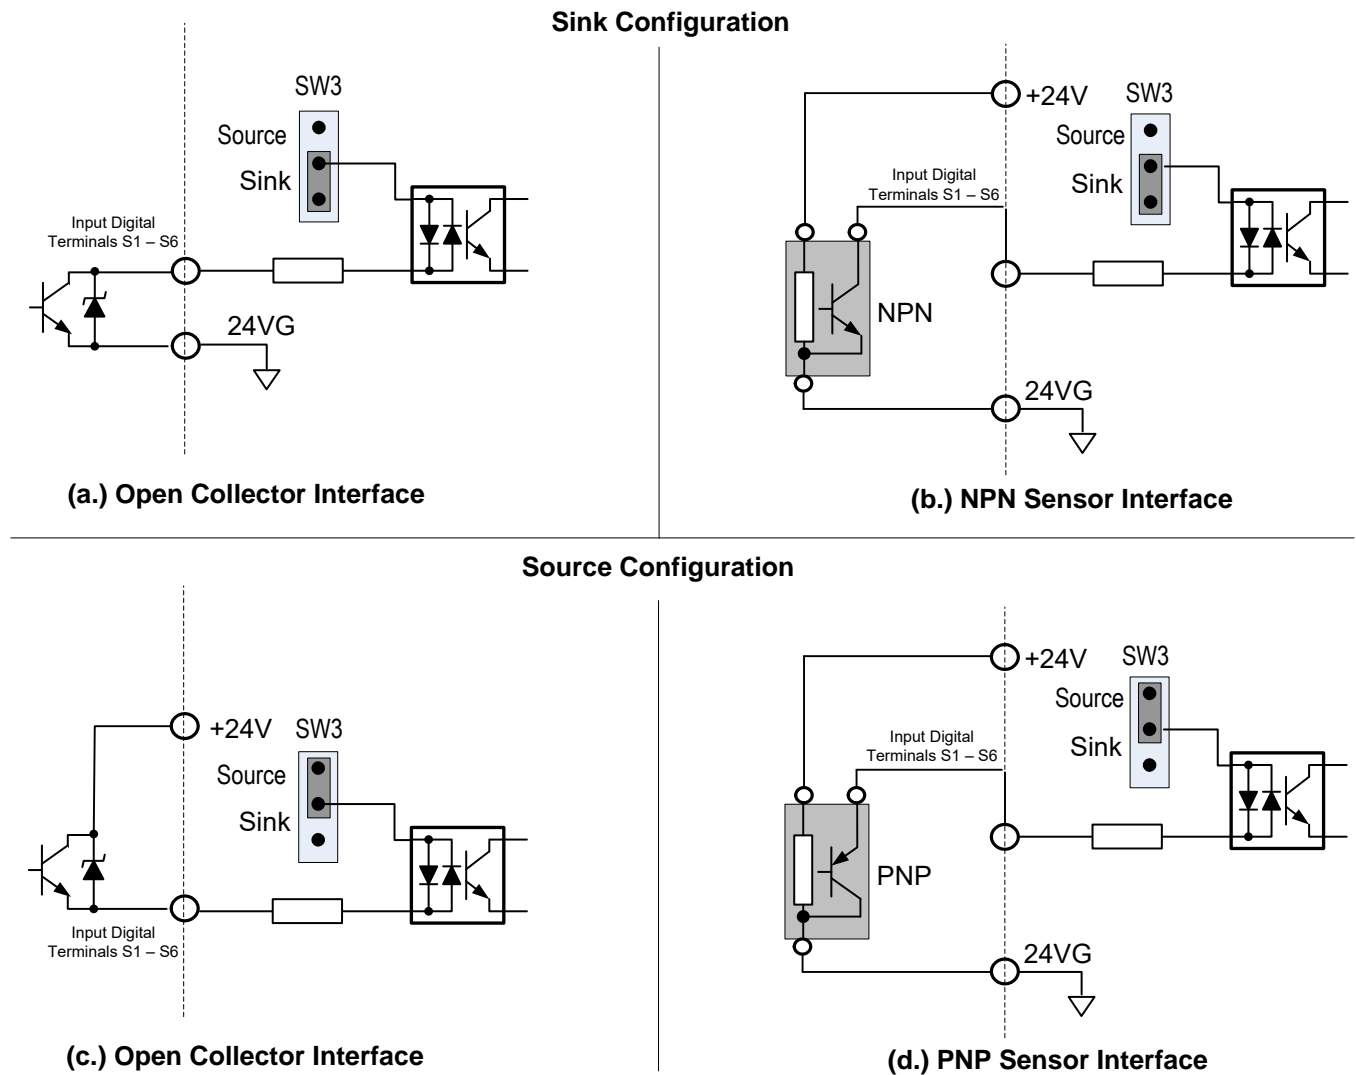 Sink Configuration
SW3
Source
Sink
Input Digital
Terminals S1 – S6
24VG
(a.) Open Collector Interface
+24V
SW3
Source
Sink
Input Digital
Terminals S1 – S6
NPN
24VG
(b.) NPN Sensor Interface
Source Configuration
+24V
SW3
Source
Sink
Input Digital
Terminals S1 – S6
(c.) Open Collector Interface
+24V
SW3
Source
Sink
Input Digital
Terminals S1 – S6
PNP
24VG
(d.) PNP Sensor Interface